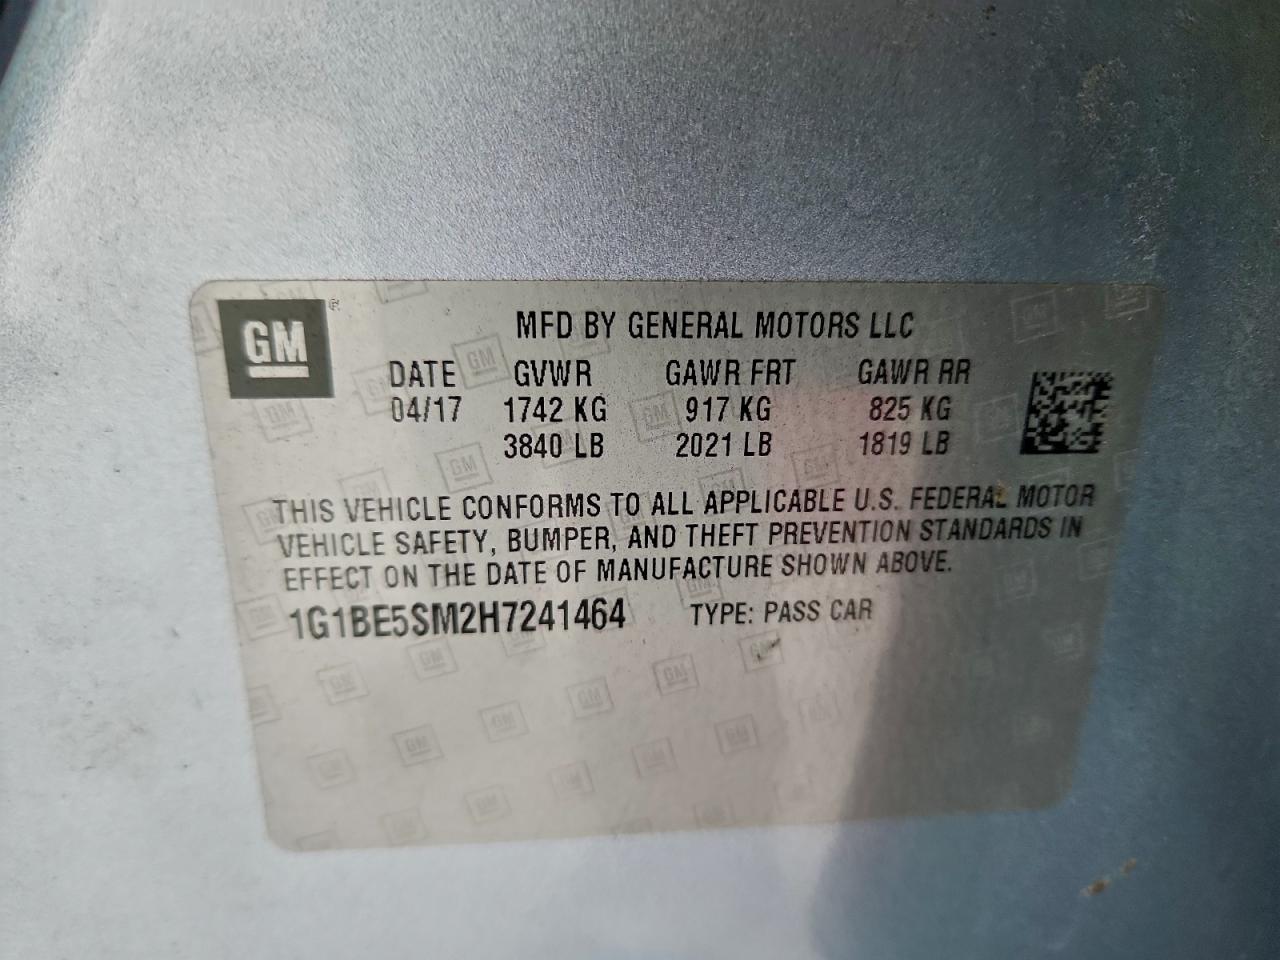 GM
MFD BY GENERAL MOTORS LLC
DATE GVWR GAWR FRT GAWR RR
04/17 1742 KG 917 KG 825 KG
3840 LB 2021 LB 1819 LB
THIS VEHICLE CONFORMS TO ALL APPLICABLE U.S. FEDERAL MOTOR
VEHICLE SAFETY, BUMPER, AND THEFT PREVENTION STANDARDS IN
EFFECT ON THE DATE OF MANUFACTURE SHOWN ABOVE.
1G1BE5SM2H7241464 TYPE: PASS CAR